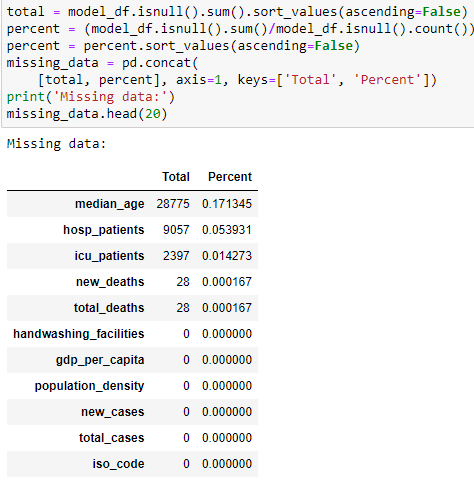 total = model_df.isnull().sum().sort_values(ascending=False)
percent = (model_df.isnull().sum()/model_df.isnull().count())
percent = percent.sort_values(ascending=False)
missing_data = pd.concat(
    [total, percent], axis=1, keys=['Total', 'Percent'])
print('Missing data:')
missing_data.head(20)
Missing data:
Total Percent
median_age 28775 0.171345
hosp_patients 9057 0.053931
icu_patients 2397 0.014273
new_deaths 28 0.000167
total_deaths 28 0.000167
handwashing_facilities 0 0.000000
gdp_per_capita 0 0.000000
population_density 0 0.000000
new_cases 0 0.000000
total_cases 0 0.000000
iso_code 0 0.000000